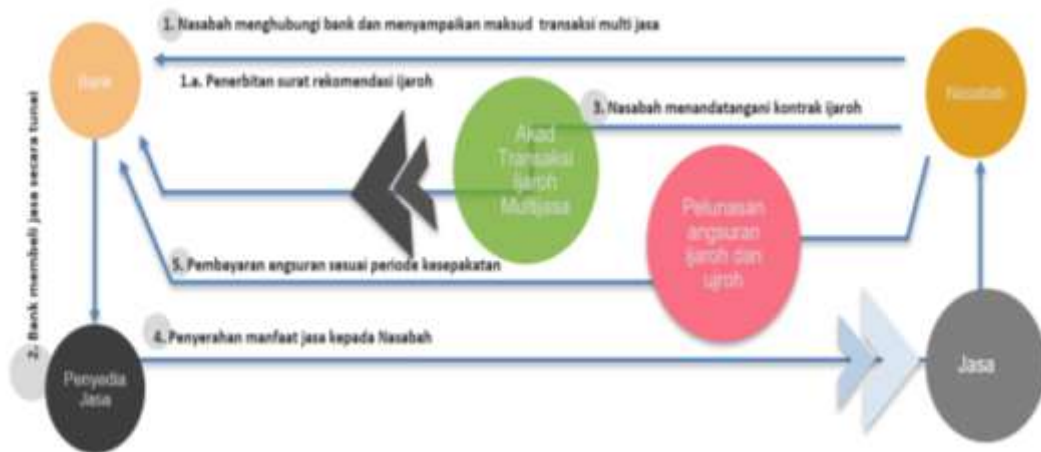 1. Nasabah menghubungi bank dan menyampaikan maksud transaksi multi jasa
Bank
Nasabah
1.a. Penerbitan surat rekomendasi ijaroh
3. Nasabah menandatangani kontrak ijaroh
Akad
Transaksi
Ijaroh
Multijasa
2. Bank membeli jasa secara tunai
Pelunasan
angsuran
ijaroh dan
ujroh
5. Pembayaran angsuran sesuai periode kesepakatan
4. Penyerahan manfaat jasa kepada Nasabah
Penyedia
Jasa
Jasa